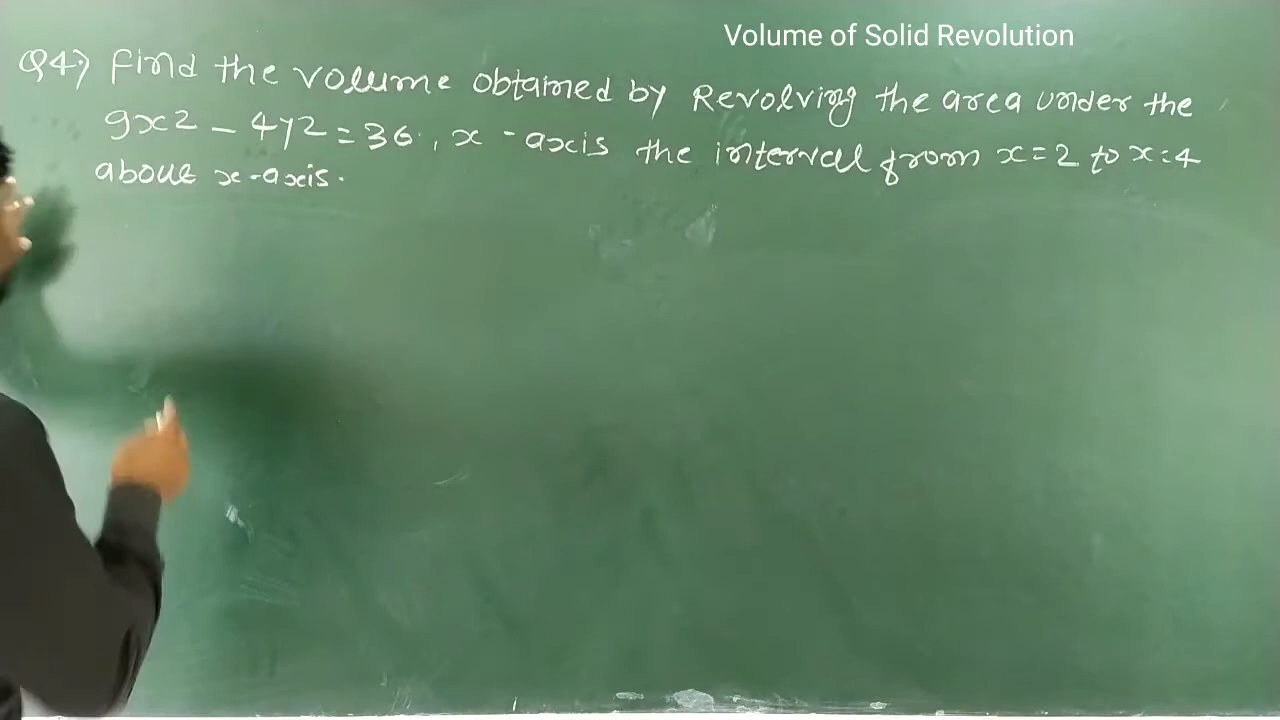 Volume of Solid Revolution
Q4) Find the volume obtained by Revolving the area under the
9x2 - 4y2 = 36, x-axis the interval from x=2 to x=4
about x-axis.